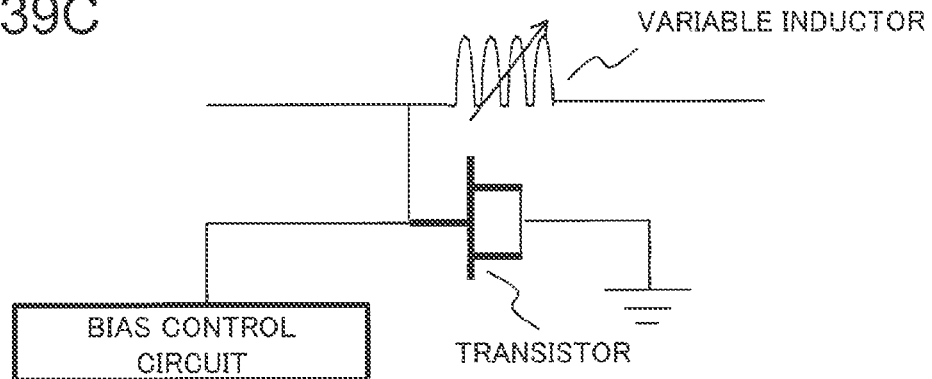 39C
VARIABLE INDUCTOR
BIAS CONTROL
CIRCUIT
TRANSISTOR